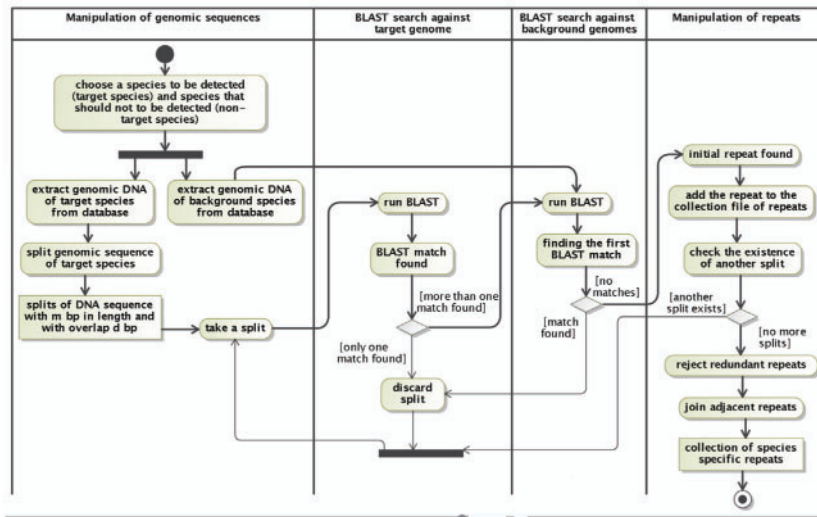 Manipulation of genomic sequences
BLAST search against
target genome
BLAST search against
background genomes
Manipulation of repeats
choose a species to be detected
(target species) and species that
should not to be detected (non-
target species)
extract genomic DNA
of target species
from database
extract genomic DNA
of background species
from database
split genomic sequence
of target species
splits of DNA sequence
with m bp in length and
with overlap d bp
take a split
run BLAST
BLAST match
found
[more than one
match found]
[only one
match found]
discard
split
run BLAST
finding the first
BLAST match
[no
matches]
[match
found]
initial repeat found
add the repeat to the
collection file of repeats
check the existence
of another split
[another
split exists]
[no more
splits]
reject redundant repeats
join adjacent repeats
collection of species
specific repeats